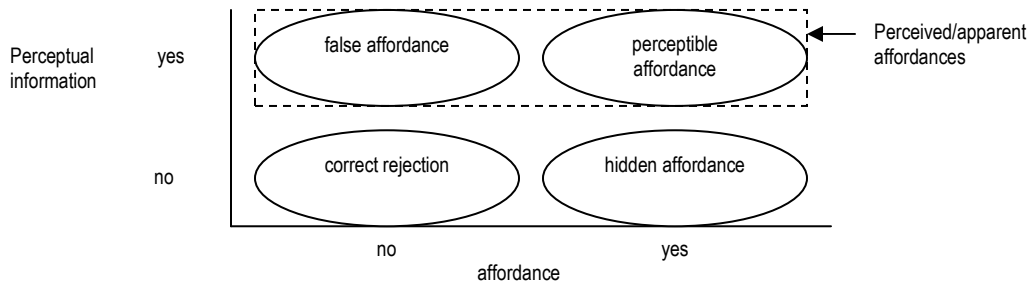 Perceptual
information
yes
false affordance
perceptible
affordance
Perceived/apparent
affordances
no
correct rejection
hidden affordance
no
yes
affordance